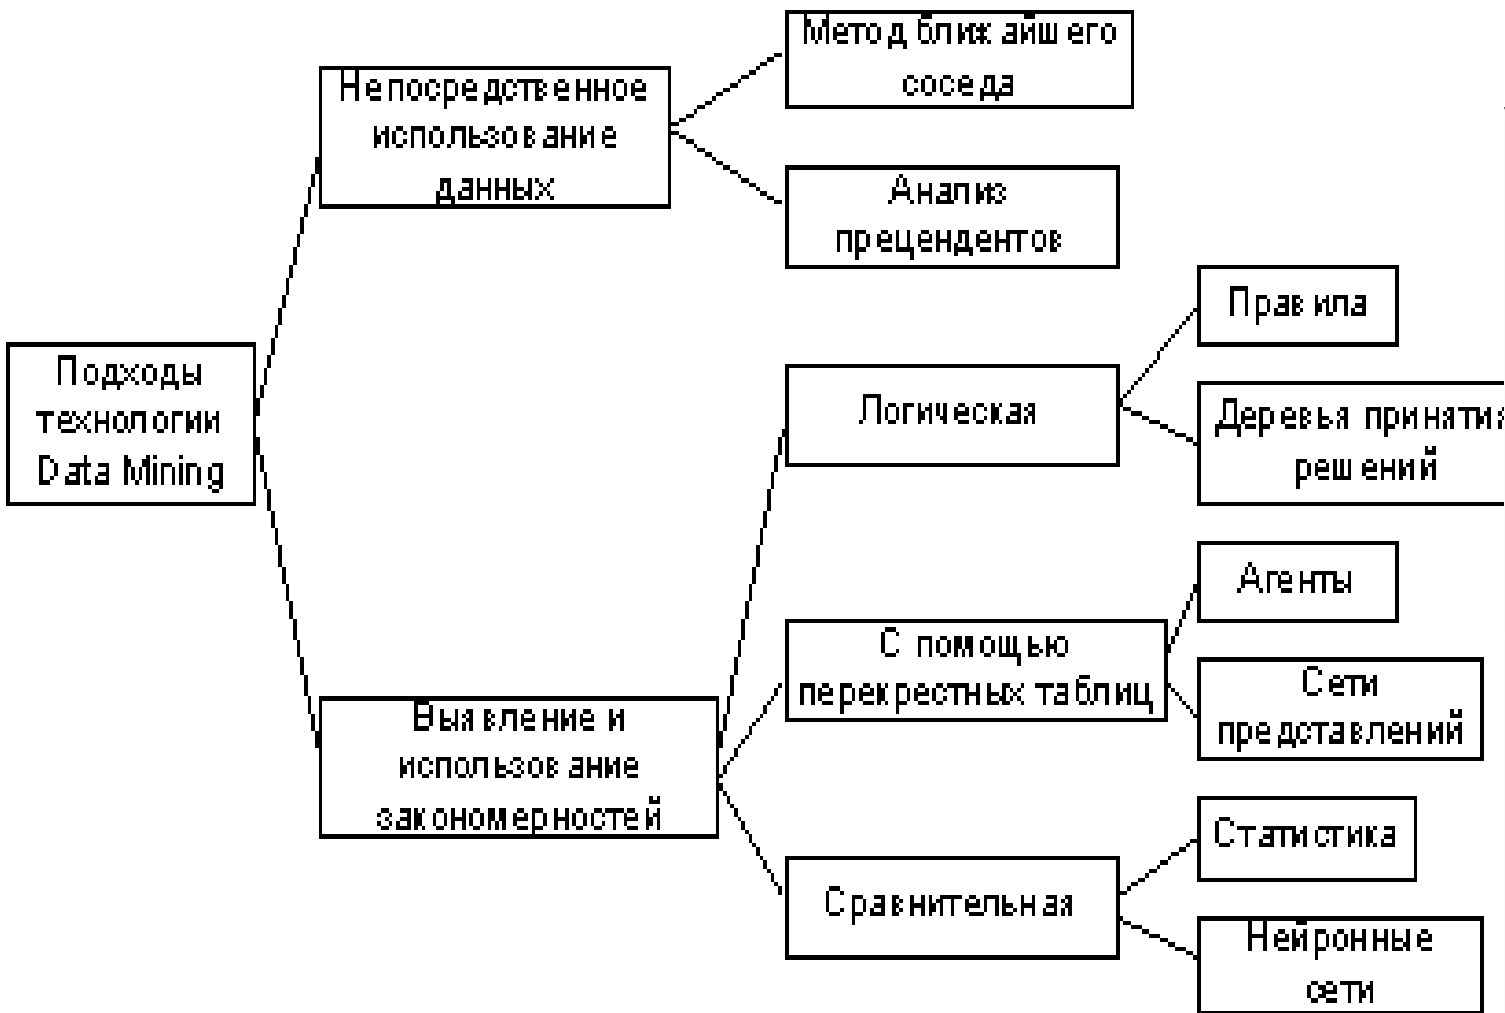 Метод ближайшего
соседа
Непосредственное
использование
данных
Анализ
прецендентов
Правила
Подходы
технологии
Data Mining
Логическая
Деревья принятия
решений
Агенты
С помощью
перекрестных таблиц
Сети
представлений
Выявление и
использование
закономерностей
Статистика
Сравнительная
Нейронные
сети